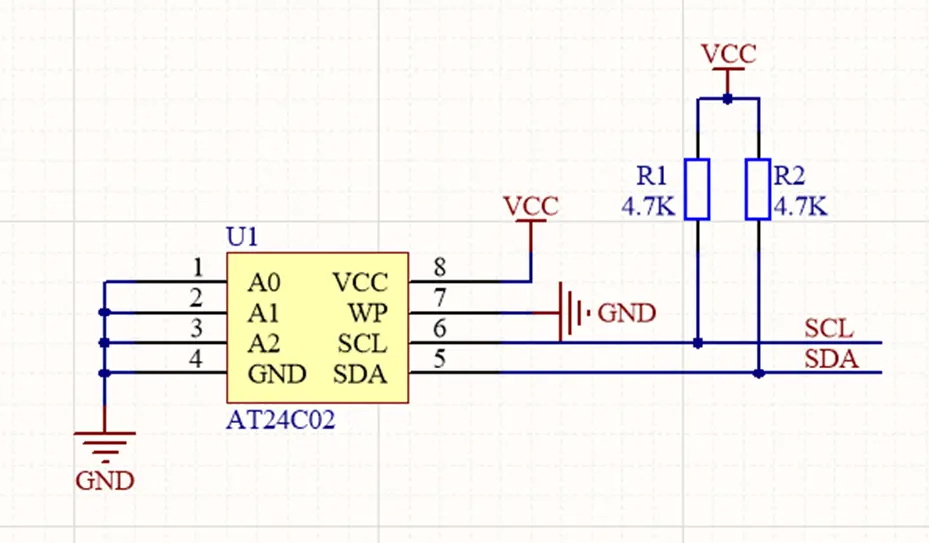 VCC
R1
4.7K
R2
4.7K
VCC
U1
1 A0 VCC 8
2 A1 WP 7
GND
3 A2 SCL 6
SCL
4 GND SDA 5
SDA
AT24C02
GND